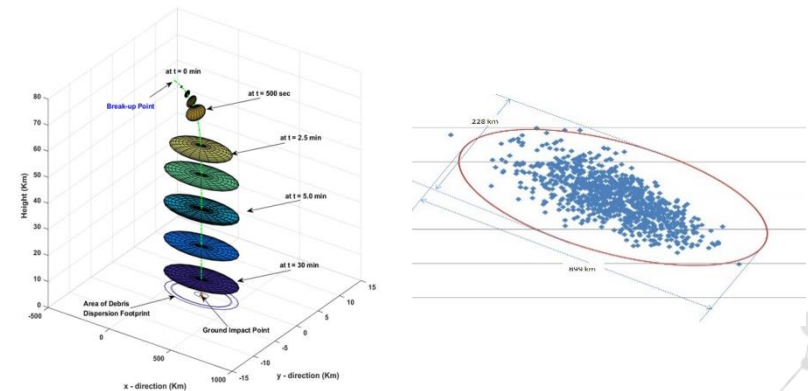 80
70
60
50
40
30
20
10
0
Height (Km)
at t = 0 min
Break-up Point
at t = 500 sec
at t = 2.5 min
at t = 5.0 min
at t = 30 min
Area of Debris
Dispersion Footprint
Ground Impact Point
-500
0
500
1000
x - direction (Km)
-15
-10
-5
0
5
10
15
y - direction (Km)
228 km
899 km